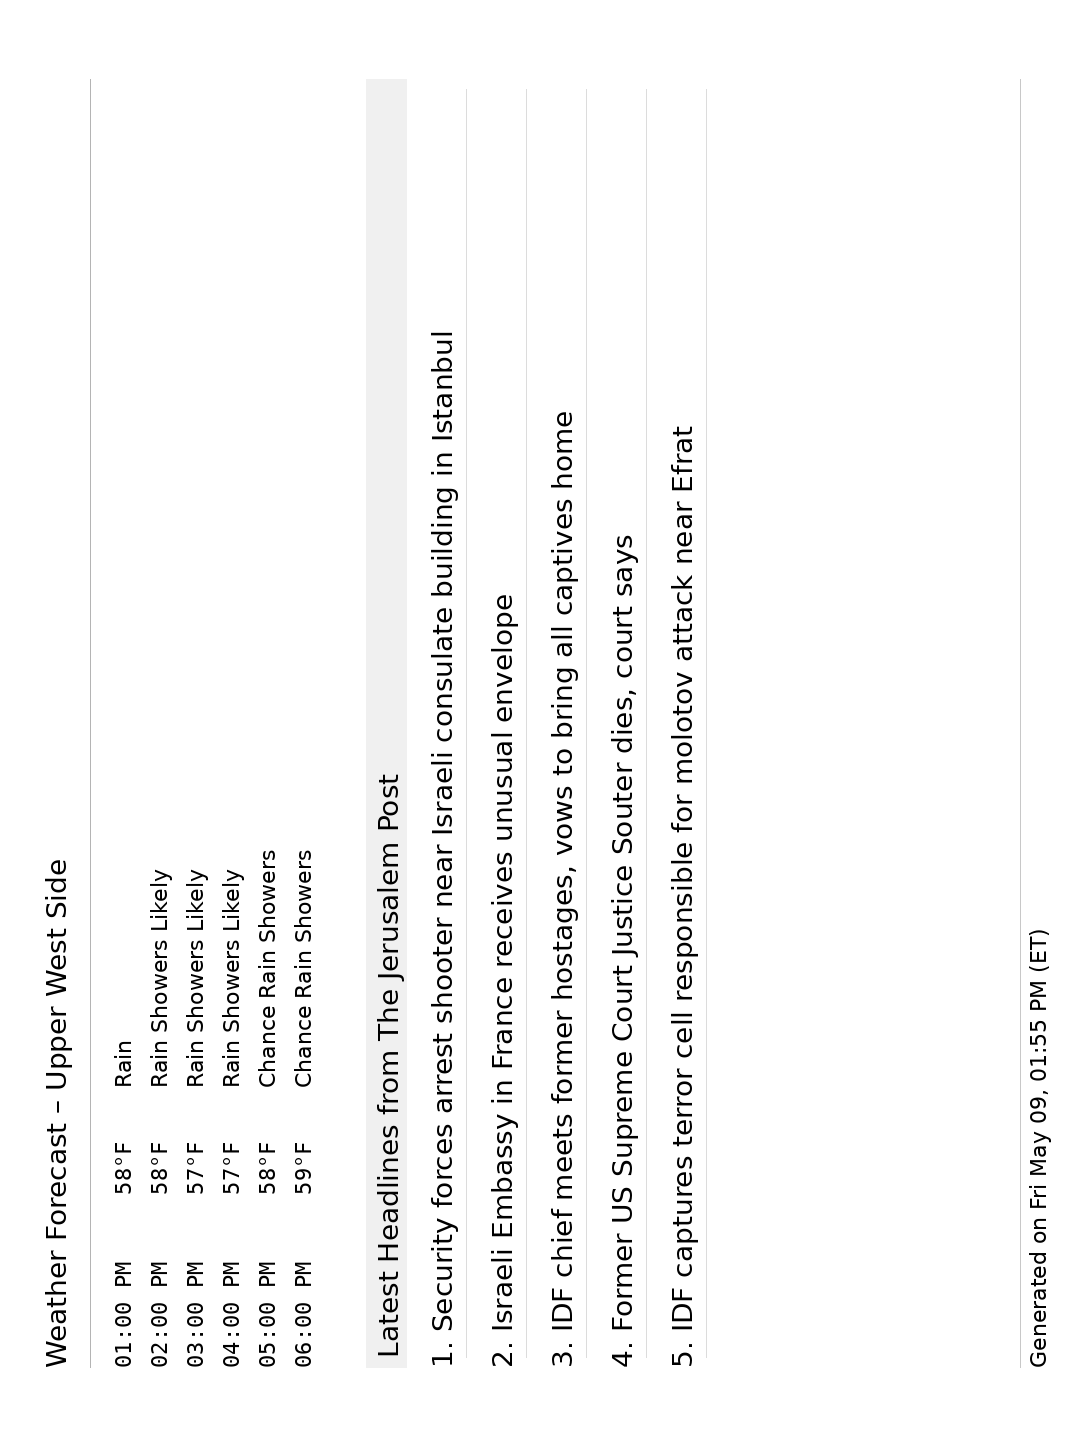 Weather Forecast – Upper West Side
01:00 PM 58°F Rain
02:00 PM 58°F Rain Showers Likely
03:00 PM 57°F Rain Showers Likely
04:00 PM 57°F Rain Showers Likely
05:00 PM 58°F Chance Rain Showers
06:00 PM 59°F Chance Rain Showers
Latest Headlines from The Jerusalem Post
1. Security forces arrest shooter near Israeli consulate building in Istanbul
2. Israeli Embassy in France receives unusual envelope
3. IDF chief meets former hostages, vows to bring all captives home
4. Former US Supreme Court Justice Souter dies, court says
5. IDF captures terror cell responsible for molotov attack near Efrat
Generated on Fri May 09, 01:55 PM (ET)